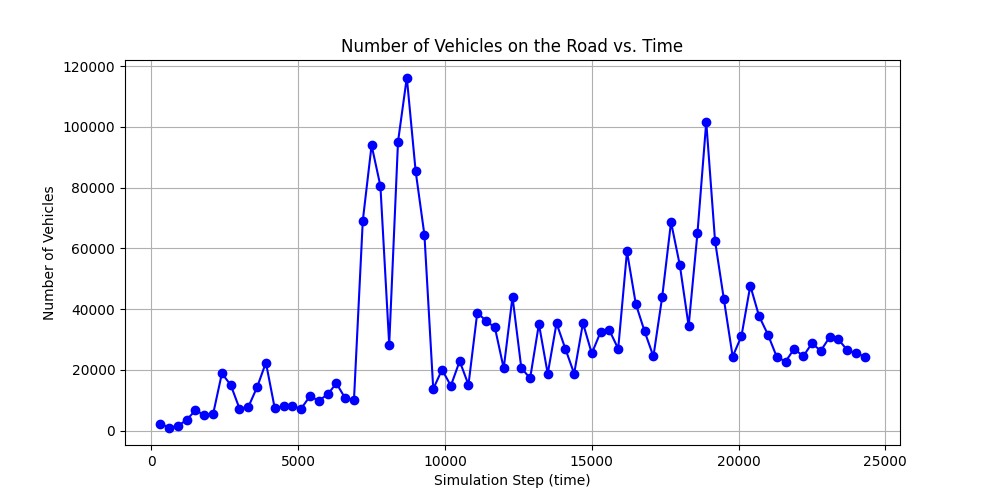 Number of Vehicles on the Road vs. Time
120000
100000
80000
60000
40000
20000
0
Number of Vehicles
0 5000 10000 15000 20000 25000
Simulation Step (time)